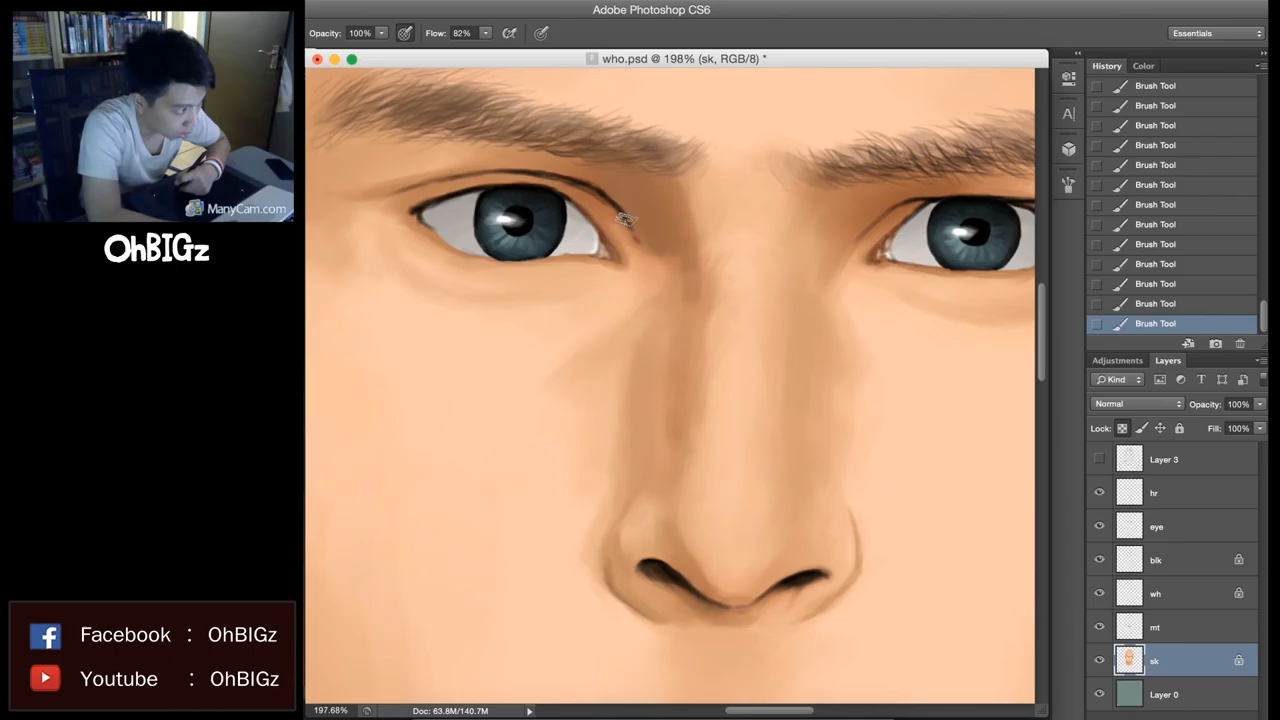 Adobe Photoshop CS6
Opacity: 100% Flow: 82% Essentials
who.psd @ 198% (sk, RGB/8) *
History Color
Brush Tool
Brush Tool
Brush Tool
Brush Tool
Brush Tool
Brush Tool
Brush Tool
Brush Tool
Brush Tool
Brush Tool
Brush Tool
Brush Tool
Brush Tool
ManyCam.com
OhBIGz
Adjustments Layers
Kind
Normal Opacity: 100%
Lock: Fill: 100%
Layer 3
hr
eye
blk
wh
mt
sk
Layer 0
Facebook : OhBIGz
Youtube : OhBIGz
197.68% Doc: 63.8M/140.7M